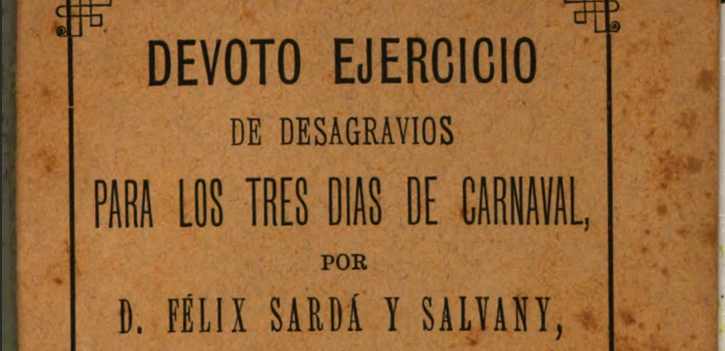 DEVOTO EJERCICIO
DE DESAGRAVIOS
PARA LOS TRES DIAS DE CARNAVAL,
POR
D. FÉLIX SARDÁ Y SALVANY,